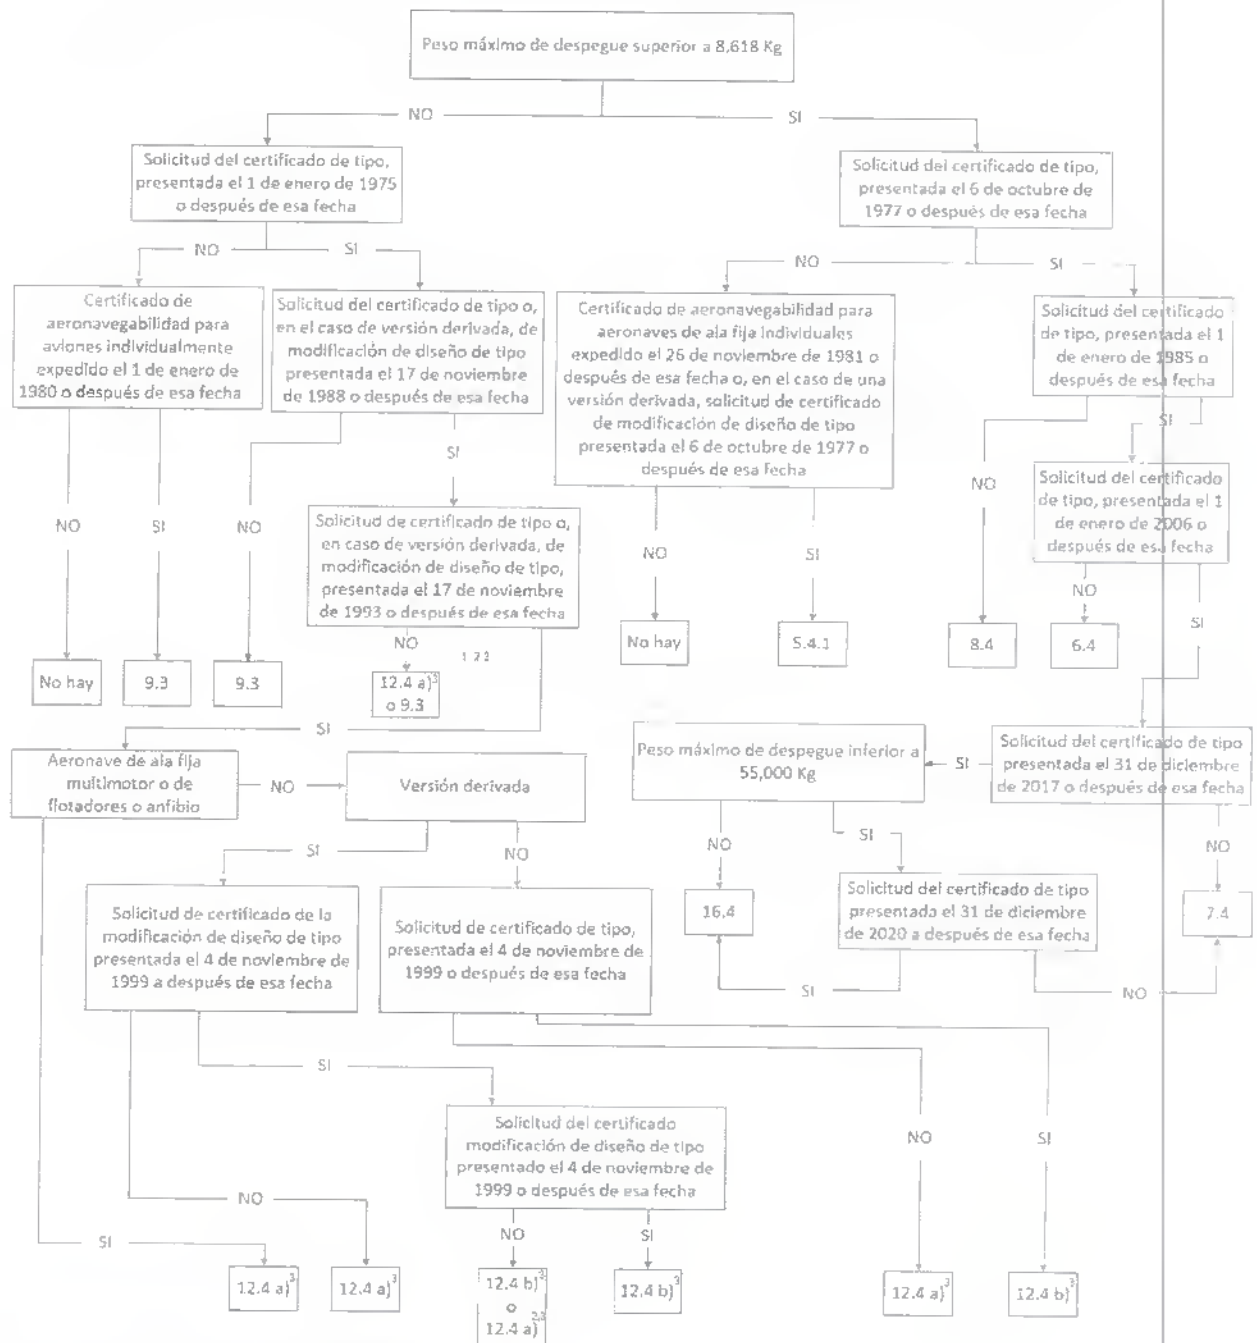 Peso máximo de despegue superior a 8,618 Kg
NO
SI
Solicitud del certificado de tipo,
presentada el 1 de enero de 1975
o después de esa fecha
Solicitud del certificado de tipo,
presentada el 6 de octubre de
1977 o después de esa fecha
NO
SI
NO
SI
Certificado de
aeronavegabilidad para
aviones individualmente
expedido el 1 de enero de
1980 o después de esa fecha
Solicitud del certificado de tipo o,
en el caso de versión derivada, de
modificación de diseño de tipo
presentada el 17 de noviembre
de 1988 o después de esa fecha
Certificado de aeronavegabilidad para
aeronaves de ala fija individuales
expedido el 26 de noviembre de 1981 o
después de esa fecha o, en el caso de una
versión derivada, solicitud de certificado
de modificación de diseño de tipo
presentada el 6 de octubre de 1977 o
después de esa fecha
Solicitud del certificado
de tipo, presentada el 1
de enero de 1985 o
después de esa fecha
SI
SI
NO
SI
NO
NO
SI
NO
Solicitud de certificado de tipo o,
en caso de versión derivada, de
modificación de diseño de tipo,
presentada el 17 de noviembre
de 1993 o después de esa fecha
Solicitud del certificado
de tipo, presentada el 1
de enero de 2006 o
después de esa fecha
NO
NO
SI
No hay
9.3
9.3
12.4 a)3
o 9.3
No hay
5.4.1
8.4
6.4
SI
Aeronave de ala fija
multimotor o de
flotadores o anfibio
NO
Versión derivada
Peso máximo de despegue inferior a
55,000 Kg
SI
Solicitud del certificado de tipo
presentada el 31 de diciembre
de 2017 o después de esa fecha
SI
NO
NO
SI
NO
Solicitud de certificado de la
modificación de diseño de tipo
presentada el 4 de noviembre de
1999 a después de esa fecha
Solicitud de certificado de tipo,
presentada el 4 de noviembre de
1999 o después de esa fecha
16.4
Solicitud del certificado de tipo
presentada el 31 de diciembre
de 2020 a después de esa fecha
7.4
SI
NO
SI
Solicitud del certificado
modificación de diseño de tipo
presentado el 4 de noviembre de
1999 o después de esa fecha
NO
SI
NO
NO
SI
SI
12.4 a)3
12.4 a)3
12.4 b)3
o
12.4 a)2,3
12.4 b)3
12.4 a)3
12.4 b)3